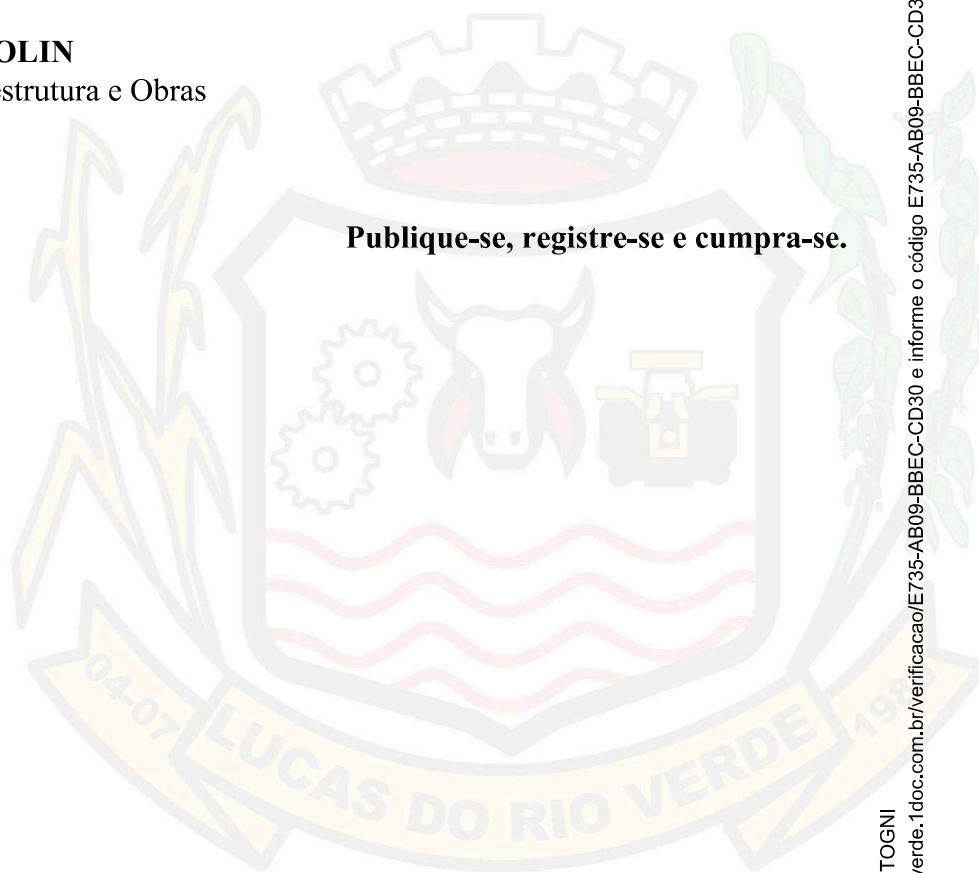 OLIN
estrutura e Obras
Publique-se, registre-se e cumpra-se.
04-07
LUCAS DO RIO VERDE
1988
TOGNI
verde.1doc.com.br/verificacao/E735-AB09-BBEC-CD30 e informe o código E735-AB09-BBEC-CD3